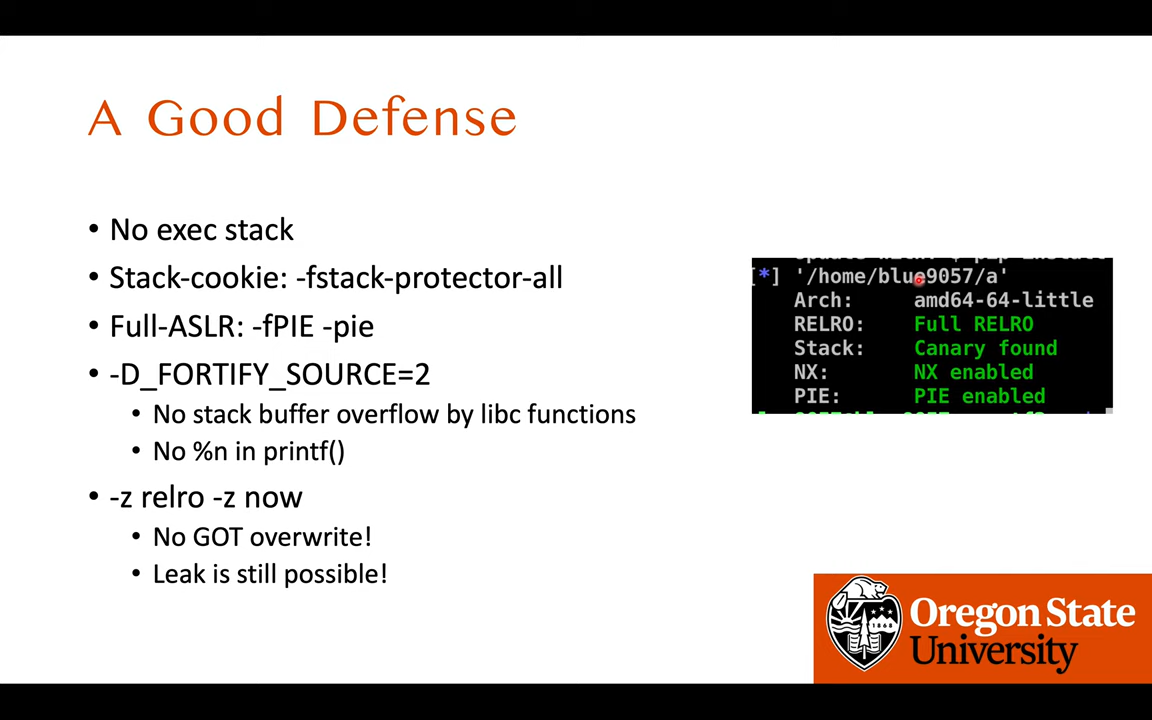 A Good Defense
• No exec stack
• Stack-cookie: -fstack-protector-all
• Full-ASLR: -fPIE -pie
• -D_FORTIFY_SOURCE=2
• No stack buffer overflow by libc functions
• No %n in printf()
• -z relro -z now
• No GOT overwrite!
• Leak is still possible!
[*] '/home/blue9057/a'
Arch: amd64-64-little
RELRO: Full RELRO
Stack: Canary found
NX: NX enabled
PIE: PIE enabled
Oregon State
University